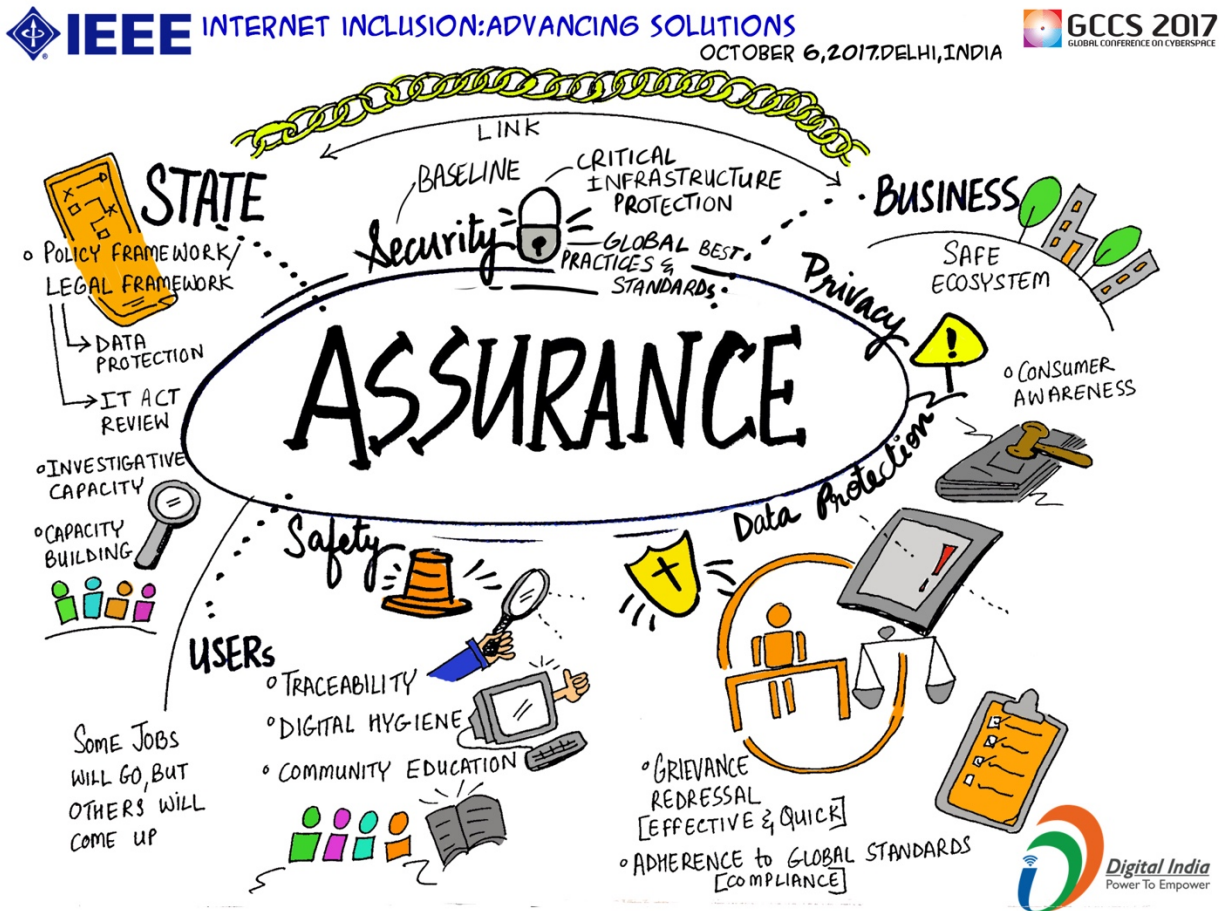 IEEE INTERNET INCLUSION:ADVANCING SOLUTIONS
OCTOBER 6,2017.DELHI,INDIA
GCCS 2017
GLOBAL CONFERENCE ON CYBERSPACE
LINK
STATE
POLICY FRAMEWORK/
LEGAL FRAMEWORK
DATA
PROTECTION
IT ACT
REVIEW
INVESTIGATIVE
CAPACITY
CAPACITY
BUILDING
Security
BASELINE
CRITICAL
INFRASTRUCTURE
PROTECTION
GLOBAL BEST
PRACTICES &
STANDARDS
BUSINESS
SAFE
ECOSYSTEM
Privacy
CONSUMER
AWARENESS
ASSURANCE
Data Protection
Safety
USERs
TRACEABILITY
DIGITAL HYGIENE
COMMUNITY EDUCATION
SOME JOBS
WILL GO, BUT
OTHERS WILL
COME UP
GRIEVANCE
REDRESSAL
[EFFECTIVE & QUICK]
ADHERENCE to GLOBAL STANDARDS
[COMPLIANCE]
Digital India
Power To Empower